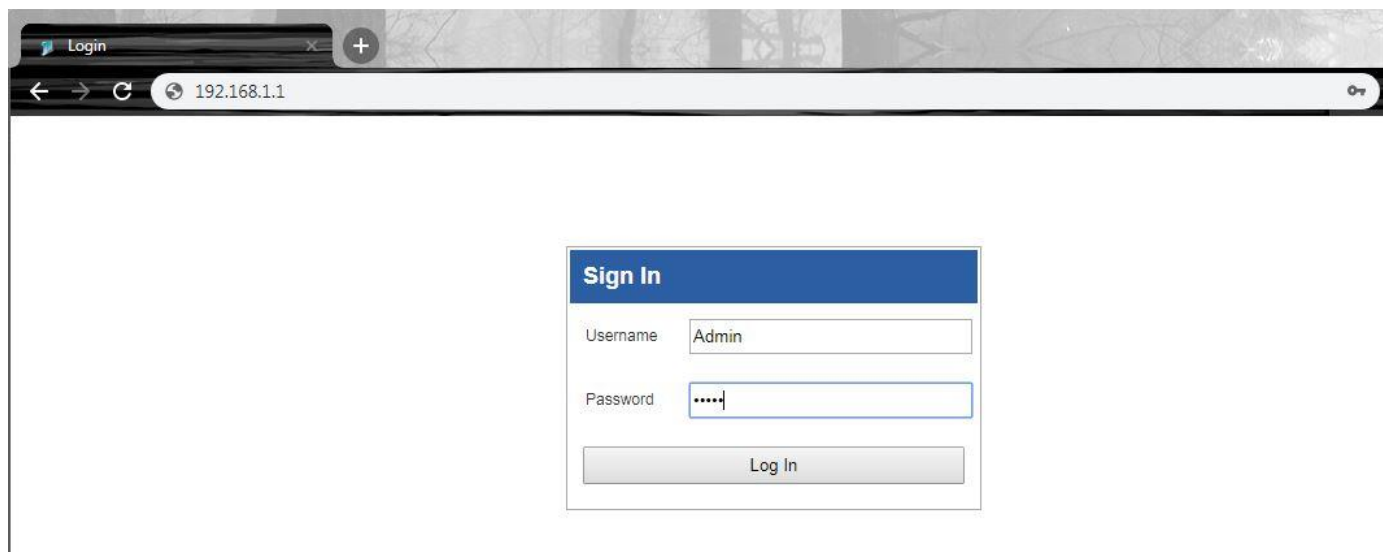 Login
192.168.1.1
Sign In
Username Admin
Password •••••
Log In